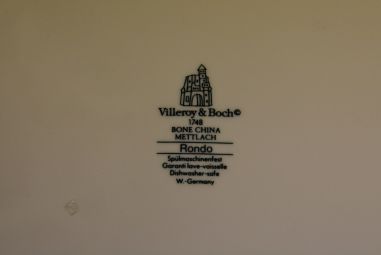 Villeroy & Boch©
1748
BONE CHINA
METTLACH
Rondo
Spülmaschinenfest
Garanti lave-vaisselle
Dishwasher-safe
W.-Germany